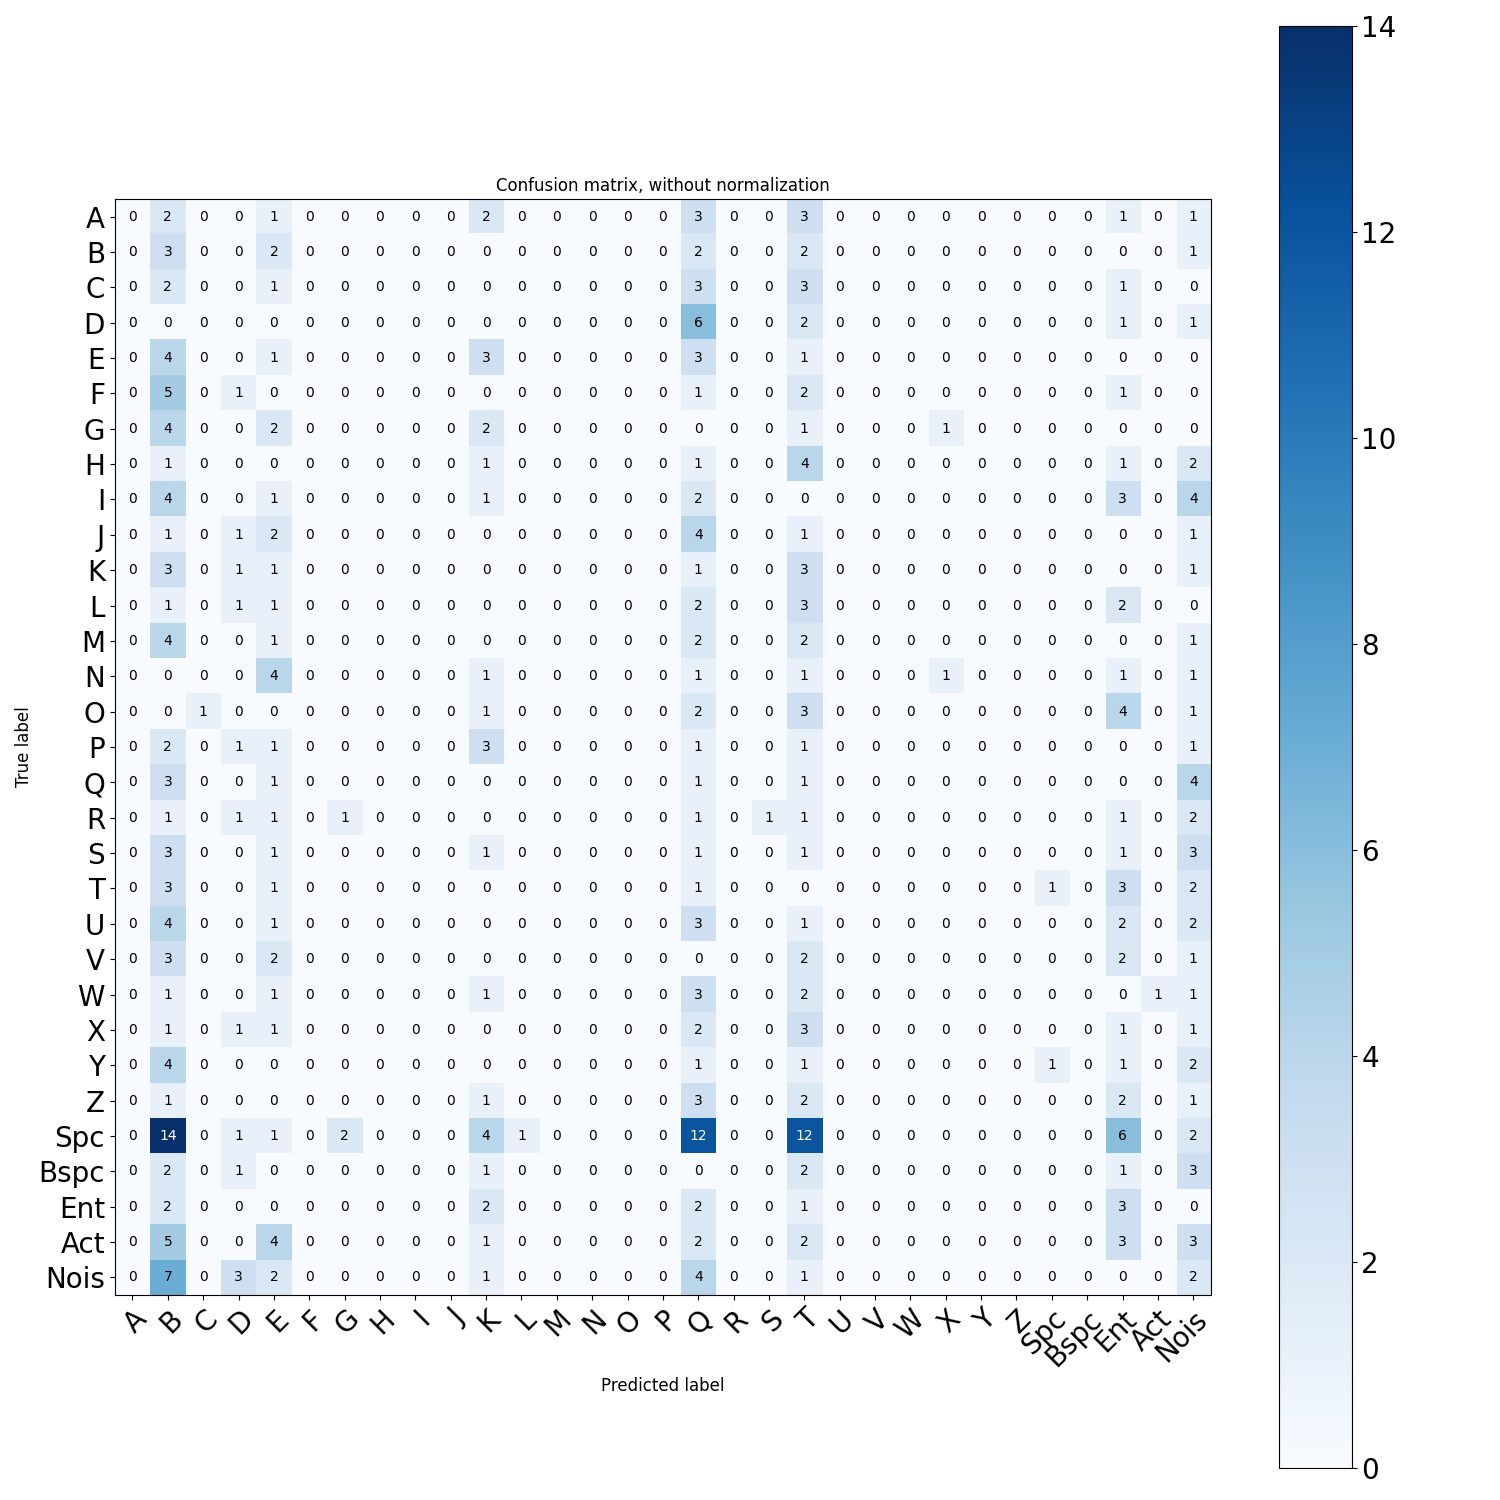 Confusion matrix, without normalization
A 0 2 0 0 1 0 0 0 0 0 2 0 0 0 0 0 3 0 0 3 0 0 0 0 0 0 0 0 1 0 1
B 0 3 0 0 2 0 0 0 0 0 0 0 0 0 0 0 2 0 0 2 0 0 0 0 0 0 0 0 0 0 1
C 0 2 0 0 1 0 0 0 0 0 0 0 0 0 0 0 3 0 0 3 0 0 0 0 0 0 0 0 1 0 0
D 0 0 0 0 0 0 0 0 0 0 0 0 0 0 0 0 6 0 0 2 0 0 0 0 0 0 0 0 1 0 1
E 0 4 0 0 1 0 0 0 0 0 3 0 0 0 0 0 3 0 0 1 0 0 0 0 0 0 0 0 0 0 0
F 0 5 0 1 0 0 0 0 0 0 0 0 0 0 0 0 1 0 0 2 0 0 0 0 0 0 0 0 1 0 0
G 0 4 0 0 2 0 0 0 0 0 2 0 0 0 0 0 0 0 0 1 0 0 0 1 0 0 0 0 0 0 0
H 0 1 0 0 0 0 0 0 0 0 1 0 0 0 0 0 1 0 0 4 0 0 0 0 0 0 0 0 1 0 2
I 0 4 0 0 1 0 0 0 0 0 1 0 0 0 0 0 2 0 0 0 0 0 0 0 0 0 0 0 3 0 4
J 0 1 0 1 2 0 0 0 0 0 0 0 0 0 0 0 4 0 0 1 0 0 0 0 0 0 0 0 0 0 1
K 0 3 0 1 1 0 0 0 0 0 0 0 0 0 0 0 1 0 0 3 0 0 0 0 0 0 0 0 0 0 1
L 0 1 0 1 1 0 0 0 0 0 0 0 0 0 0 0 2 0 0 3 0 0 0 0 0 0 0 0 2 0 0
M 0 4 0 0 1 0 0 0 0 0 0 0 0 0 0 0 2 0 0 2 0 0 0 0 0 0 0 0 0 0 1
N 0 0 0 0 4 0 0 0 0 0 1 0 0 0 0 0 1 0 0 1 0 0 0 1 0 0 0 0 1 0 1
O 0 0 1 0 0 0 0 0 0 0 1 0 0 0 0 0 2 0 0 3 0 0 0 0 0 0 0 0 4 0 1
P 0 2 0 1 1 0 0 0 0 0 3 0 0 0 0 0 1 0 0 1 0 0 0 0 0 0 0 0 0 0 1
Q 0 3 0 0 1 0 0 0 0 0 0 0 0 0 0 0 1 0 0 1 0 0 0 0 0 0 0 0 0 0 4
R 0 1 0 1 1 0 1 0 0 0 0 0 0 0 0 0 1 0 1 1 0 0 0 0 0 0 0 0 1 0 2
S 0 3 0 0 1 0 0 0 0 0 1 0 0 0 0 0 1 0 0 1 0 0 0 0 0 0 0 0 1 0 3
T 0 3 0 0 1 0 0 0 0 0 0 0 0 0 0 0 1 0 0 0 0 0 0 0 0 0 1 0 3 0 2
U 0 4 0 0 1 0 0 0 0 0 0 0 0 0 0 0 3 0 0 1 0 0 0 0 0 0 0 0 2 0 2
V 0 3 0 0 2 0 0 0 0 0 0 0 0 0 0 0 0 0 0 2 0 0 0 0 0 0 0 0 2 0 1
W 0 1 0 0 1 0 0 0 0 0 1 0 0 0 0 0 3 0 0 2 0 0 0 0 0 0 0 0 0 1 1
X 0 1 0 1 1 0 0 0 0 0 0 0 0 0 0 0 2 0 0 3 0 0 0 0 0 0 0 0 1 0 1
Y 0 4 0 0 0 0 0 0 0 0 0 0 0 0 0 0 1 0 0 1 0 0 0 0 0 0 1 0 1 0 2
Z 0 1 0 0 0 0 0 0 0 0 1 0 0 0 0 0 3 0 0 2 0 0 0 0 0 0 0 0 2 0 1
Spc 0 14 0 1 1 0 2 0 0 0 4 1 0 0 0 0 12 0 0 12 0 0 0 0 0 0 0 0 6 0 2
Bspc 0 2 0 1 0 0 0 0 0 0 1 0 0 0 0 0 0 0 0 2 0 0 0 0 0 0 0 0 1 0 3
Ent 0 2 0 0 0 0 0 0 0 0 2 0 0 0 0 0 2 0 0 1 0 0 0 0 0 0 0 0 3 0 0
Act 0 5 0 0 4 0 0 0 0 0 1 0 0 0 0 0 2 0 0 2 0 0 0 0 0 0 0 0 3 0 3
Nois 0 7 0 3 2 0 0 0 0 0 1 0 0 0 0 0 4 0 0 1 0 0 0 0 0 0 0 0 0 0 2
A B C D E F G H I J K L M N O P Q R S T U V W X Y Z Spc Bspc Ent Act Nois
Predicted label
True label
14
12
10
8
6
4
2
0